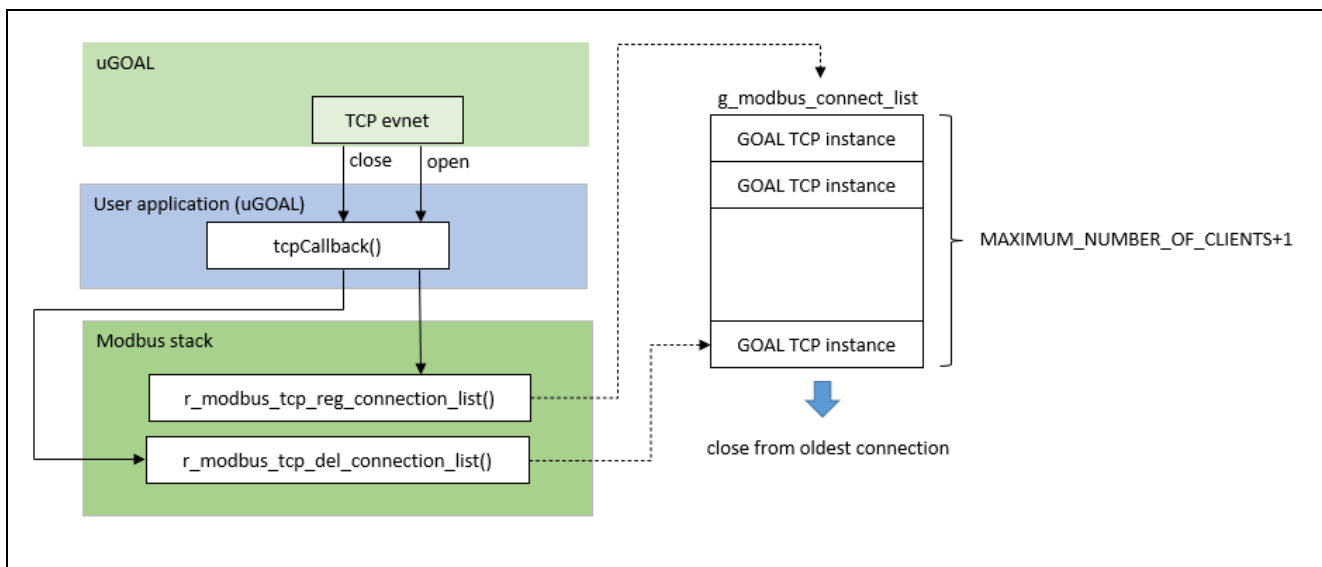 uGOAL
TCP evnet
close
open
User application (uGOAL)
tcpCallback()
Modbus stack
r_modbus_tcp_reg_connection_list()
r_modbus_tcp_del_connection_list()
g_modbus_connect_list
GOAL TCP instance
GOAL TCP instance
GOAL TCP instance
MAXIMUM_NUMBER_OF_CLIENTS+1
close from oldest connection